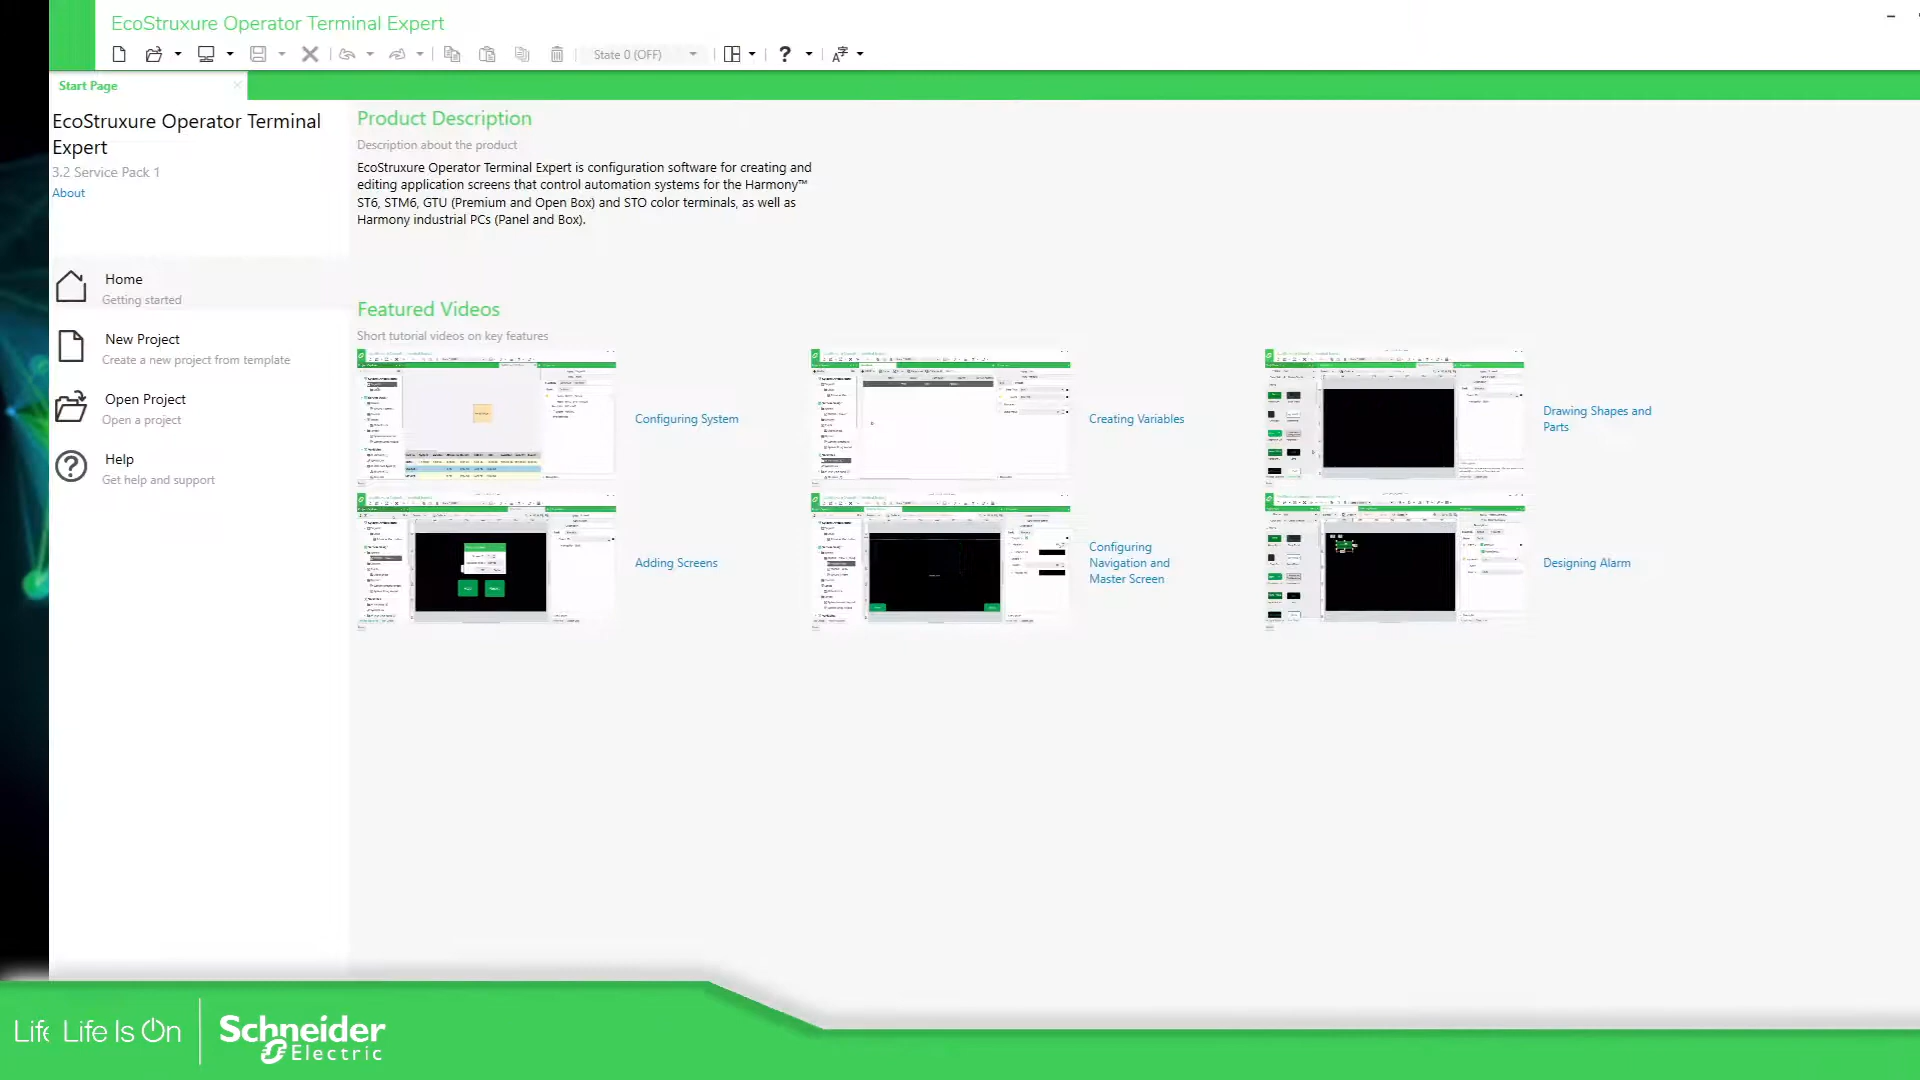 EcoStruxure Operator Terminal Expert
State 0 (OFF)
Start Page
EcoStruxure Operator Terminal
Expert
3.2 Service Pack 1
About
Home
Getting started
New Project
Create a new project from template
Open Project
Open a project
Help
Get help and support
Product Description
Description about the product
EcoStruxure Operator Terminal Expert is configuration software for creating and
editing application screens that control automation systems for the Harmony™
ST6, STM6, GTU (Premium and Open Box) and STO color terminals, as well as
Harmony industrial PCs (Panel and Box).
Featured Videos
Short tutorial videos on key features
Configuring System
Creating Variables
Drawing Shapes and
Parts
Adding Screens
Configuring
Navigation and
Master Screen
Designing Alarm
Life Is On
Schneider
Electric